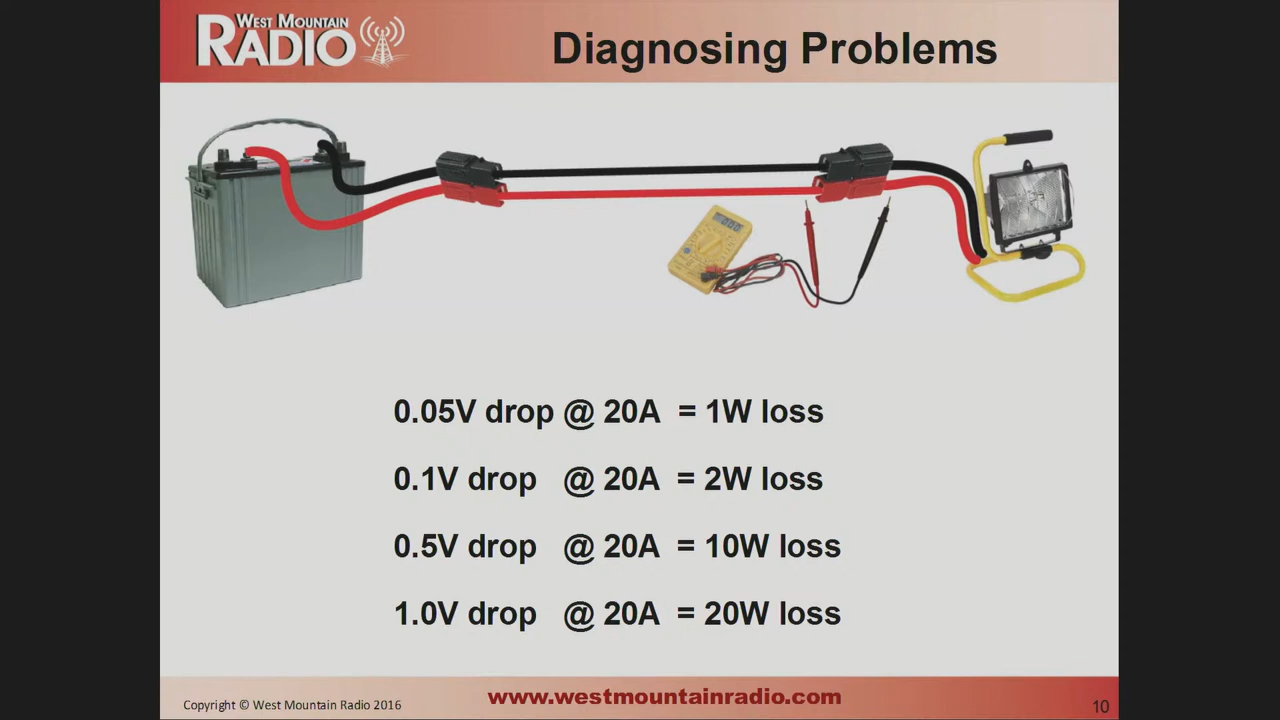 WEST MOUNTAIN
RADIO
Diagnosing Problems
0.05V drop @ 20A = 1W loss
0.1V drop @ 20A = 2W loss
0.5V drop @ 20A = 10W loss
1.0V drop @ 20A = 20W loss
Copyright © West Mountain Radio 2016
www.westmountainradio.com
10